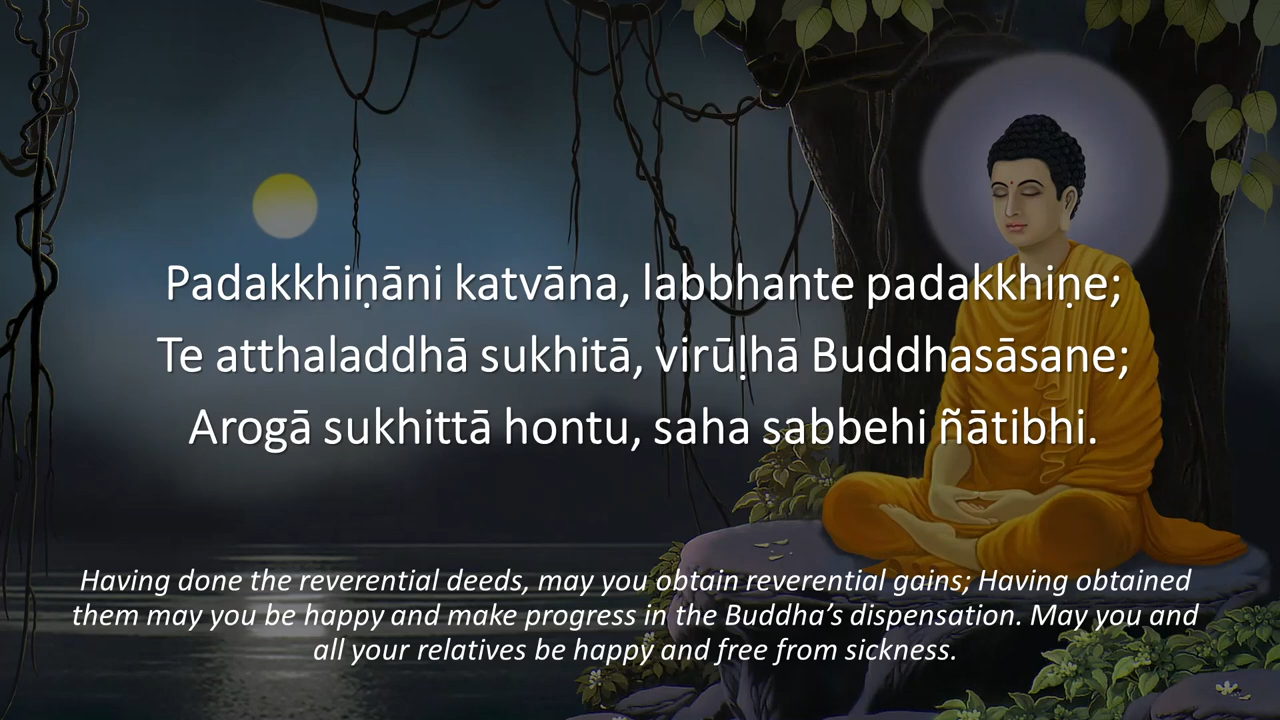 Padakkhiṇāni katvāna, labbhante padakkhiṇe;
Te atthaladdhā sukhitā, virūḷhā Buddhasāsane;
Arogā sukhittā hontu, saha sabbehi ñātibhi.
Having done the reverential deeds, may you obtain reverential gains; Having obtained
them may you be happy and make progress in the Buddha’s dispensation. May you and
all your relatives be happy and free from sickness.